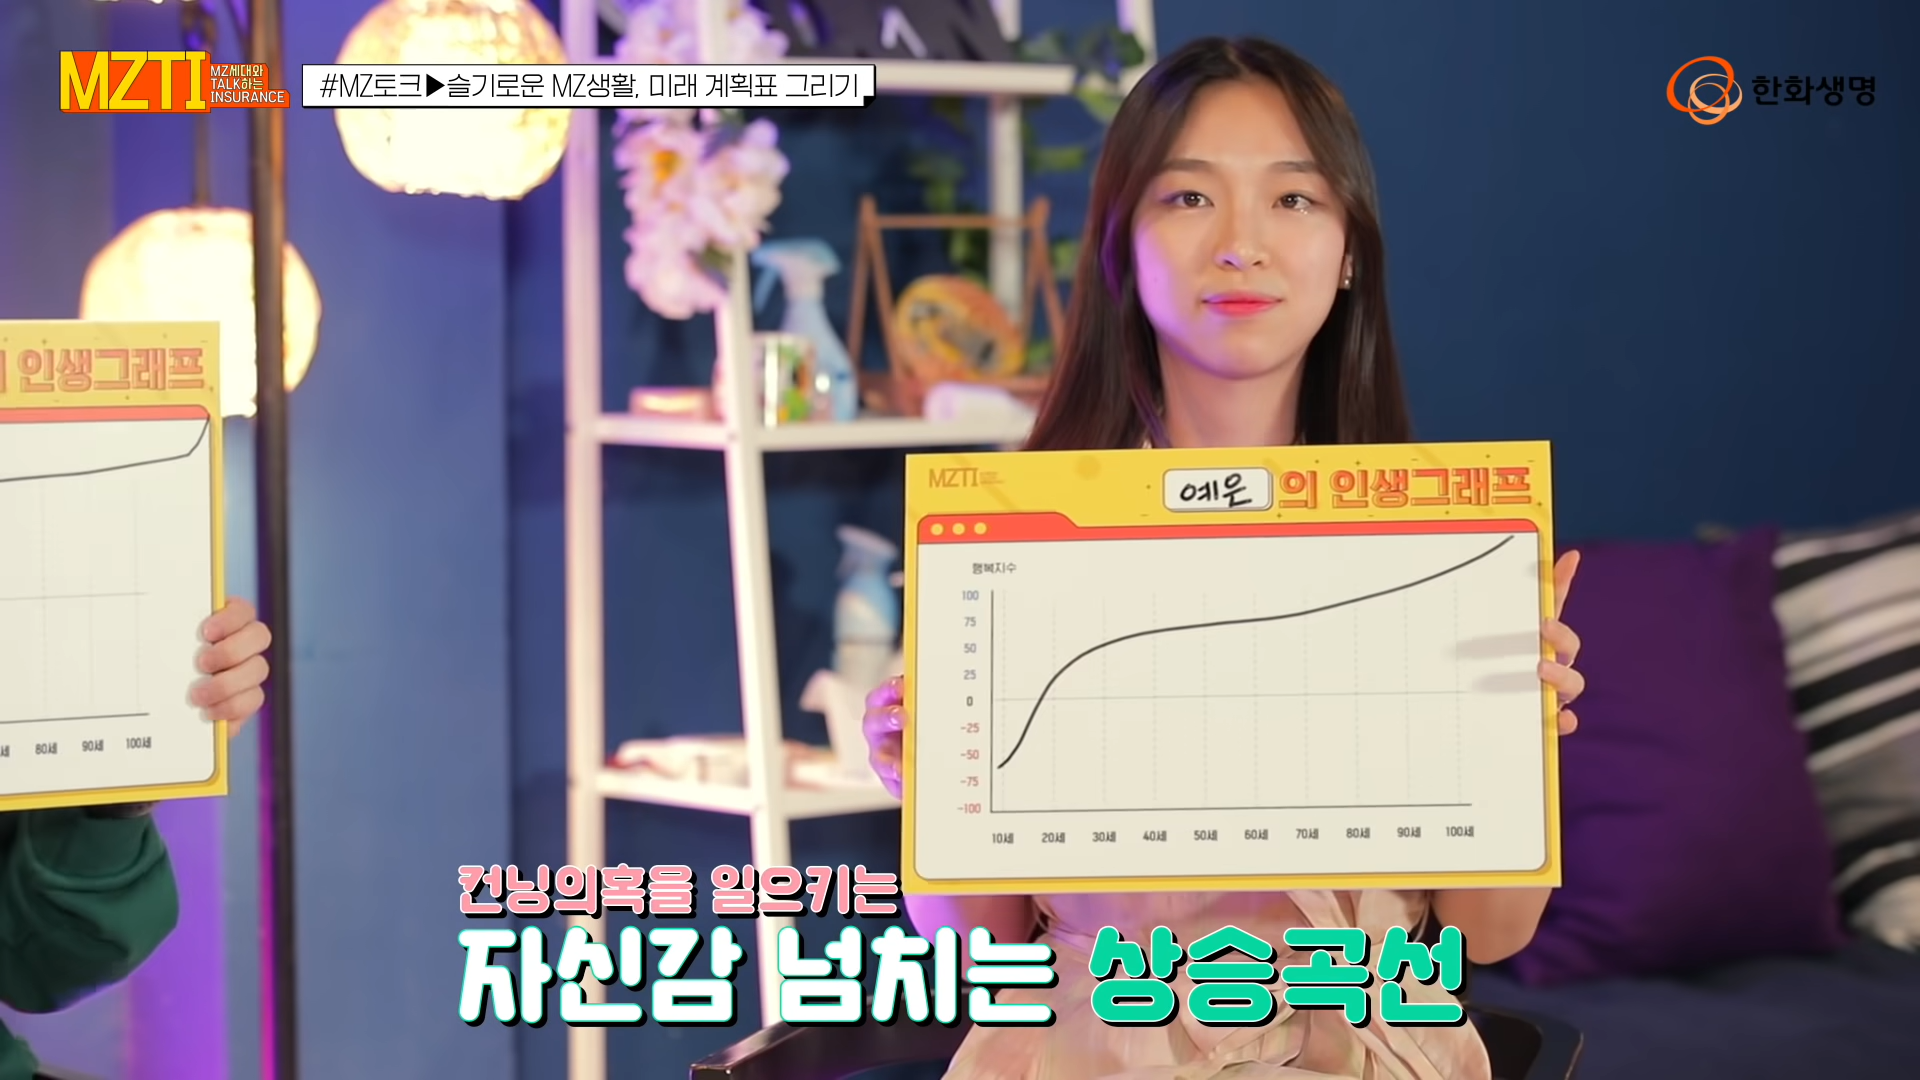 MZTI
MZ세대와
TALK하는
INSURANCE
#MZ토크▶슬기로운 MZ생활, 미래 계획표 그리기
한화생명
인생그래프
80세 90세 100세
MZTI
예은의 인생그래프
행복지수
100
75
50
25
0
-25
-50
-75
-100
10세 20세 30세 40세 50세 60세 70세 80세 90세 100세
컨닝의혹을 일으키는
자신감 넘치는 상승곡선